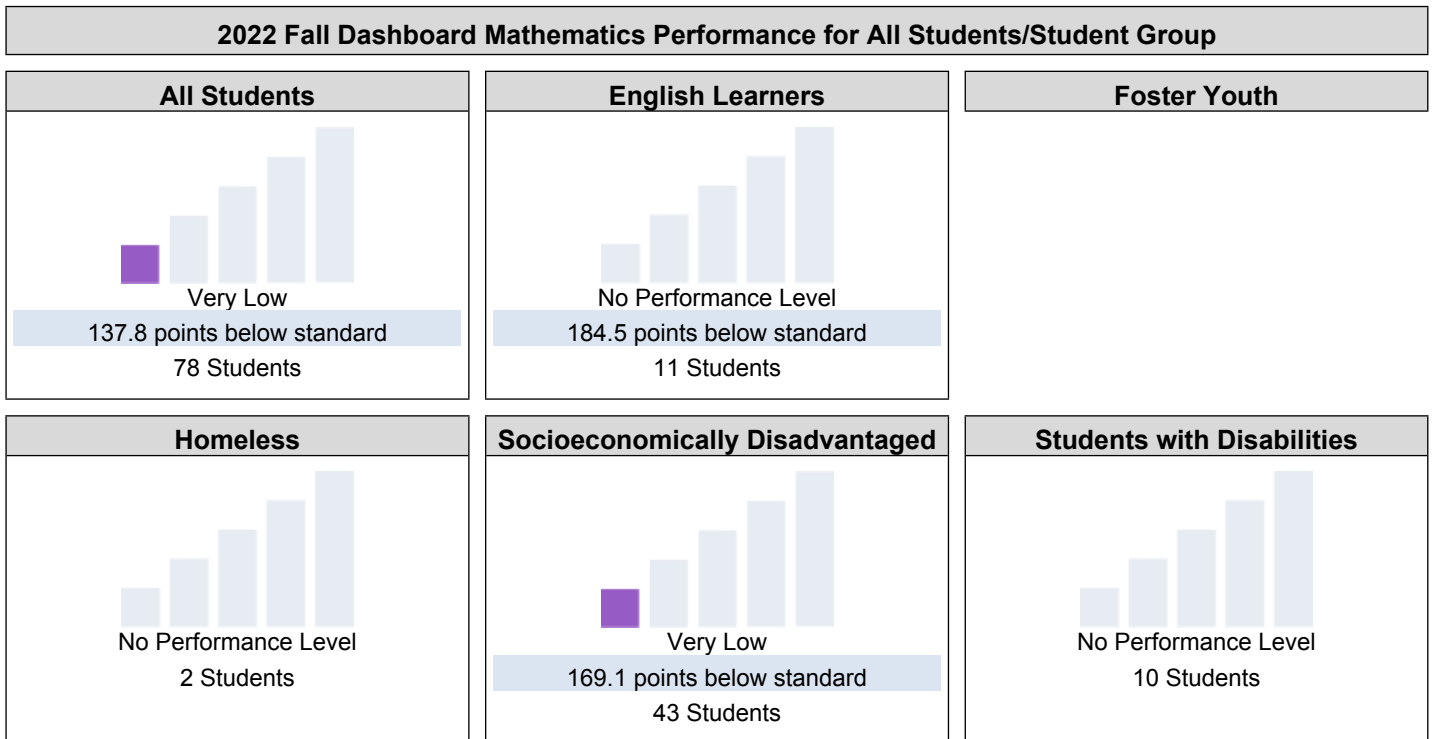 2022 Fall Dashboard Mathematics Performance for All Students/Student Group
All Students
Very Low
137.8 points below standard
78 Students
English Learners
No Performance Level
184.5 points below standard
11 Students
Foster Youth
Homeless
No Performance Level
2 Students
Socioeconomically Disadvantaged
Very Low
169.1 points below standard
43 Students
Students with Disabilities
No Performance Level
10 Students